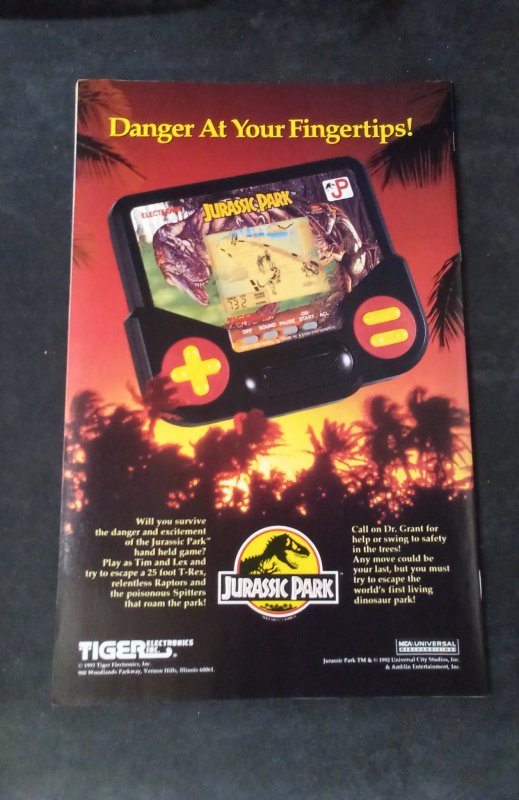 Danger At Your Fingertips!
ELECTRONIC
JURASSIC PARK
JP
732
ON
OFF SOUND PAUSE START ACL
Will you survive
the danger and excitement
of the Jurassic Park™
hand held game?
Play as Tim and Lex and
try to escape a 25 foot T-Rex,
relentless Raptors and
the poisonous Spitters
that roam the park!
JURASSIC PARK
Call on Dr. Grant for
help or swing to safety
in the trees!
Any move could be
your last, but you must
try to escape the
world's first living
dinosaur park!
TIGER ELECTRONICS INC.
© 1993 Tiger Electronics, Inc.
980 Woodlands Parkway, Vernon Hills, Illinois 60061.
MCA/UNIVERSAL
MERCHANDISING
Jurassic Park TM & © 1992 Universal City Studios, Inc.
& Amblin Entertainment, Inc.